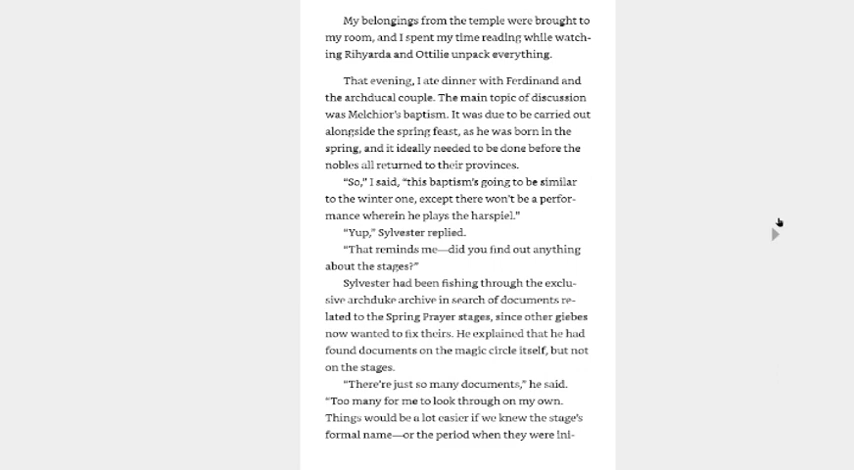 My belongings from the temple were brought to
my room, and I spent my time reading while watch-
ing Rihyarda and Ottilie unpack everything.
That evening, I ate dinner with Ferdinand and
the archducal couple. The main topic of discussion
was Melchior's baptism. It was due to be carried out
alongside the spring feast, as he was born in the
spring, and it ideally needed to be done before the
nobles all returned to their provinces.
“So,” I said, “this baptism's going to be similar
to the winter one, except there won't be a perfor-
mance wherein he plays the harspiel.”
“Yup,” Sylvester replied.
“That reminds me—did you find out anything
about the stages?”
Sylvester had been fishing through the exclu-
sive archduke archive in search of documents re-
lated to the Spring Prayer stages, since other giebes
now wanted to fix theirs. He explained that he had
found documents on the magic circle itself, but not
on the stages.
“There're just so many documents,” he said.
“Too many for me to look through on my own.
Things would be a lot easier if we knew the stage's
formal name—or the period when they were ini-